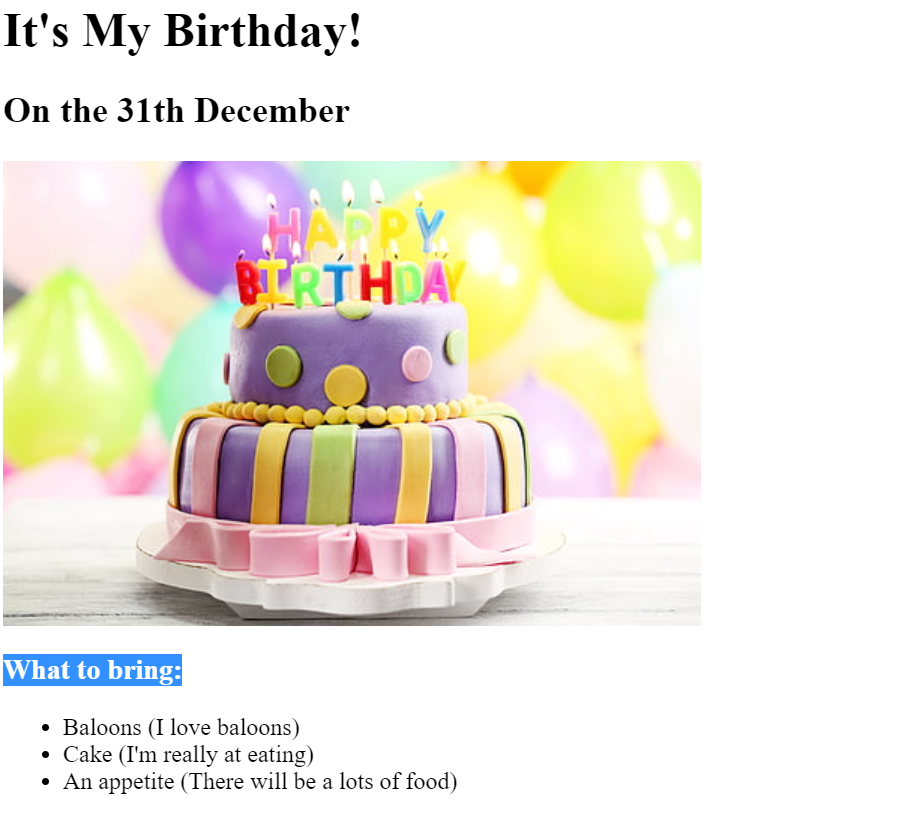 It's My Birthday!
On the 31th December
HAPPY
BIRTHDAY
What to bring:
Baloons (I love baloons)
Cake (I'm really at eating)
An appetite (There will be a lots of food)